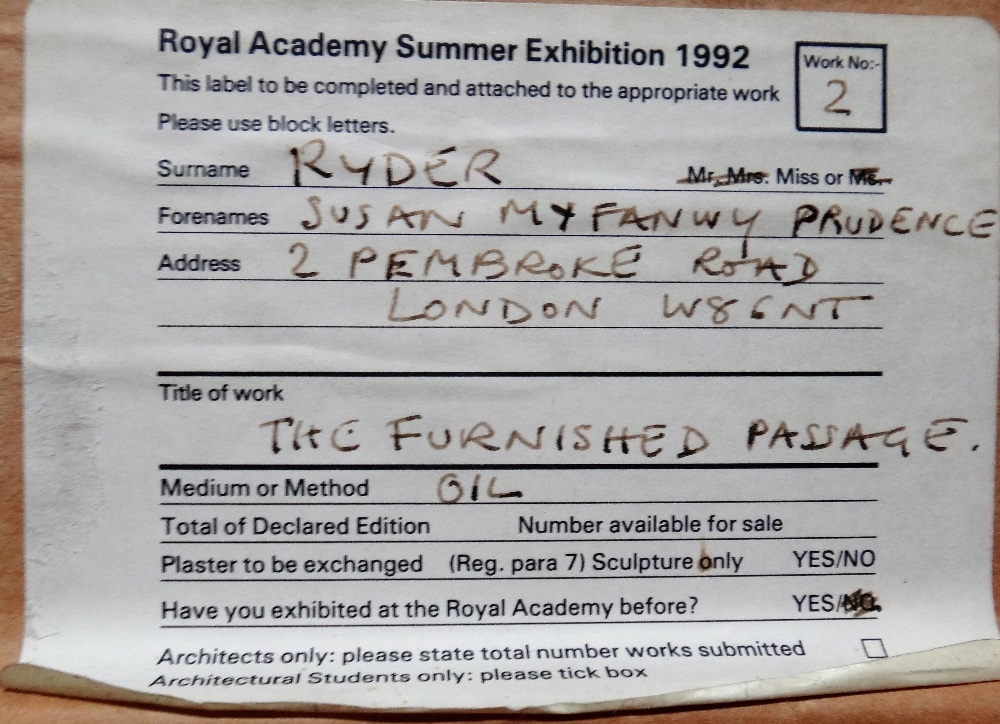 Royal Academy Summer Exhibition 1992
Work No:-
2
This label to be completed and attached to the appropriate work
Please use block letters.
Surname RYDER Mr, Mrs. Miss or Ms.
Forenames SUSAN MYFANWY PRUDENCE
Address 2 PEMBROKE ROAD
LONDON W8 6NT
Title of work
THE FURNISHED PASSAGE.
Medium or Method OIL
Total of Declared Edition Number available for sale
Plaster to be exchanged (Reg. para 7) Sculpture only YES/NO
Have you exhibited at the Royal Academy before? YES/NO.
Architects only: please state total number works submitted
Architectural Students only: please tick box